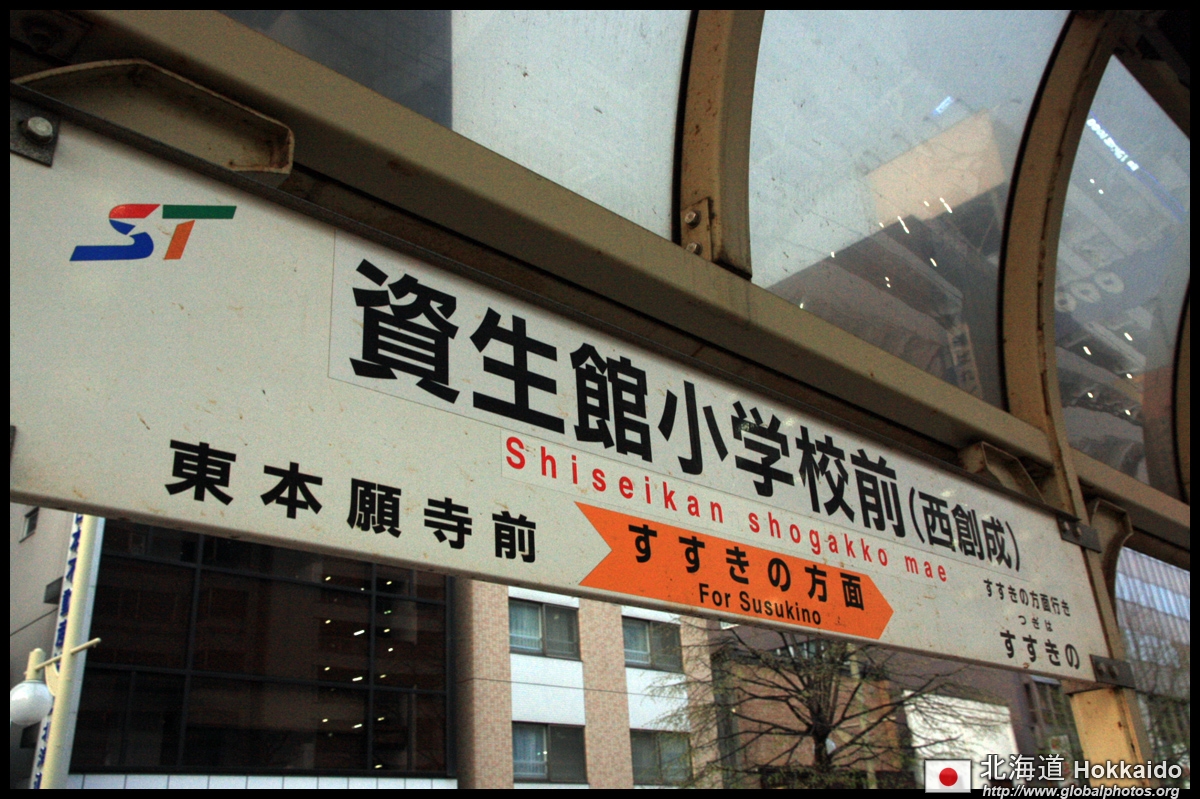 ST
資生館小学校前(西創成)
Shiseikan shogakko mae
東本願寺前
すすきの方面
For Susukino
すすきの方面行き
つぎは
すすきの
北海道 Hokkaido
http://www.globalphotos.org